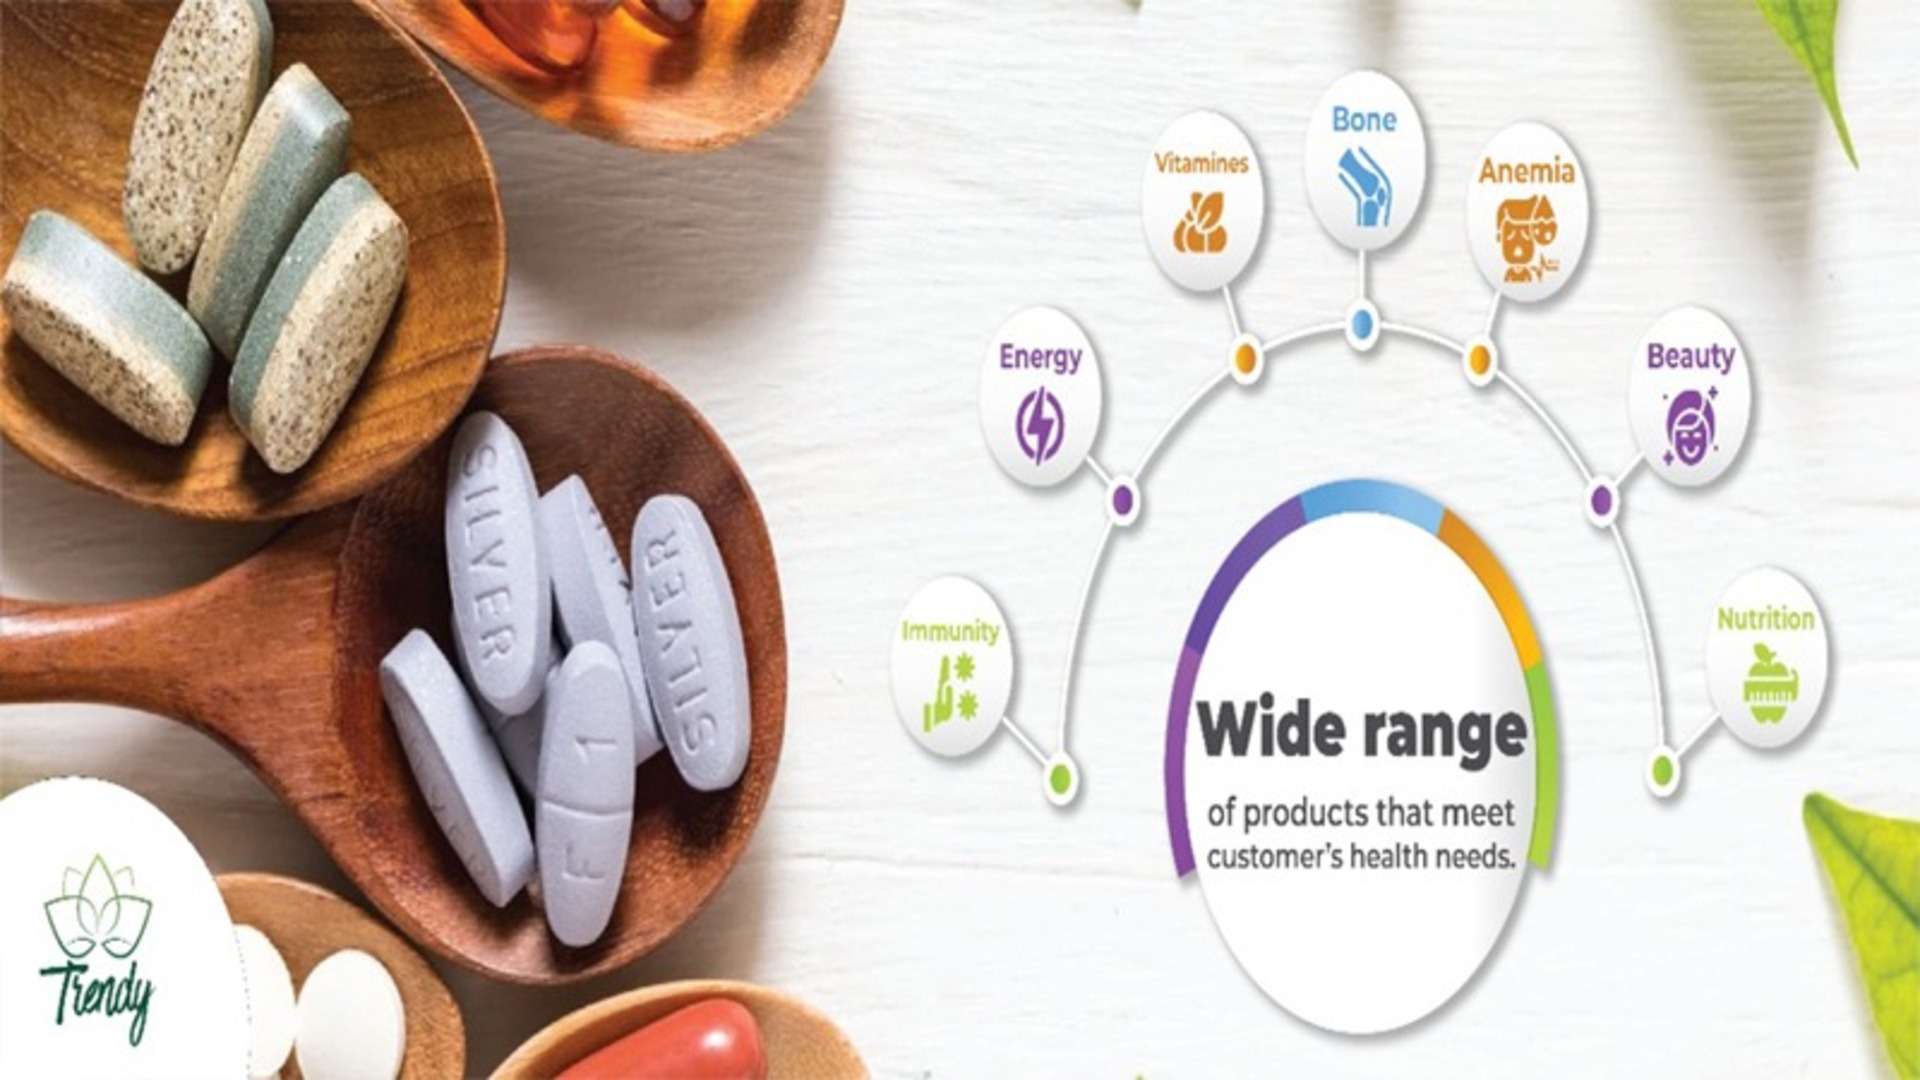 Bone
Vitamines
Anemia
Energy
Beauty
Immunity
Nutrition
Wide range
of products that meet
customer's health needs.
SILVER
SILVER
F 1
Trendy